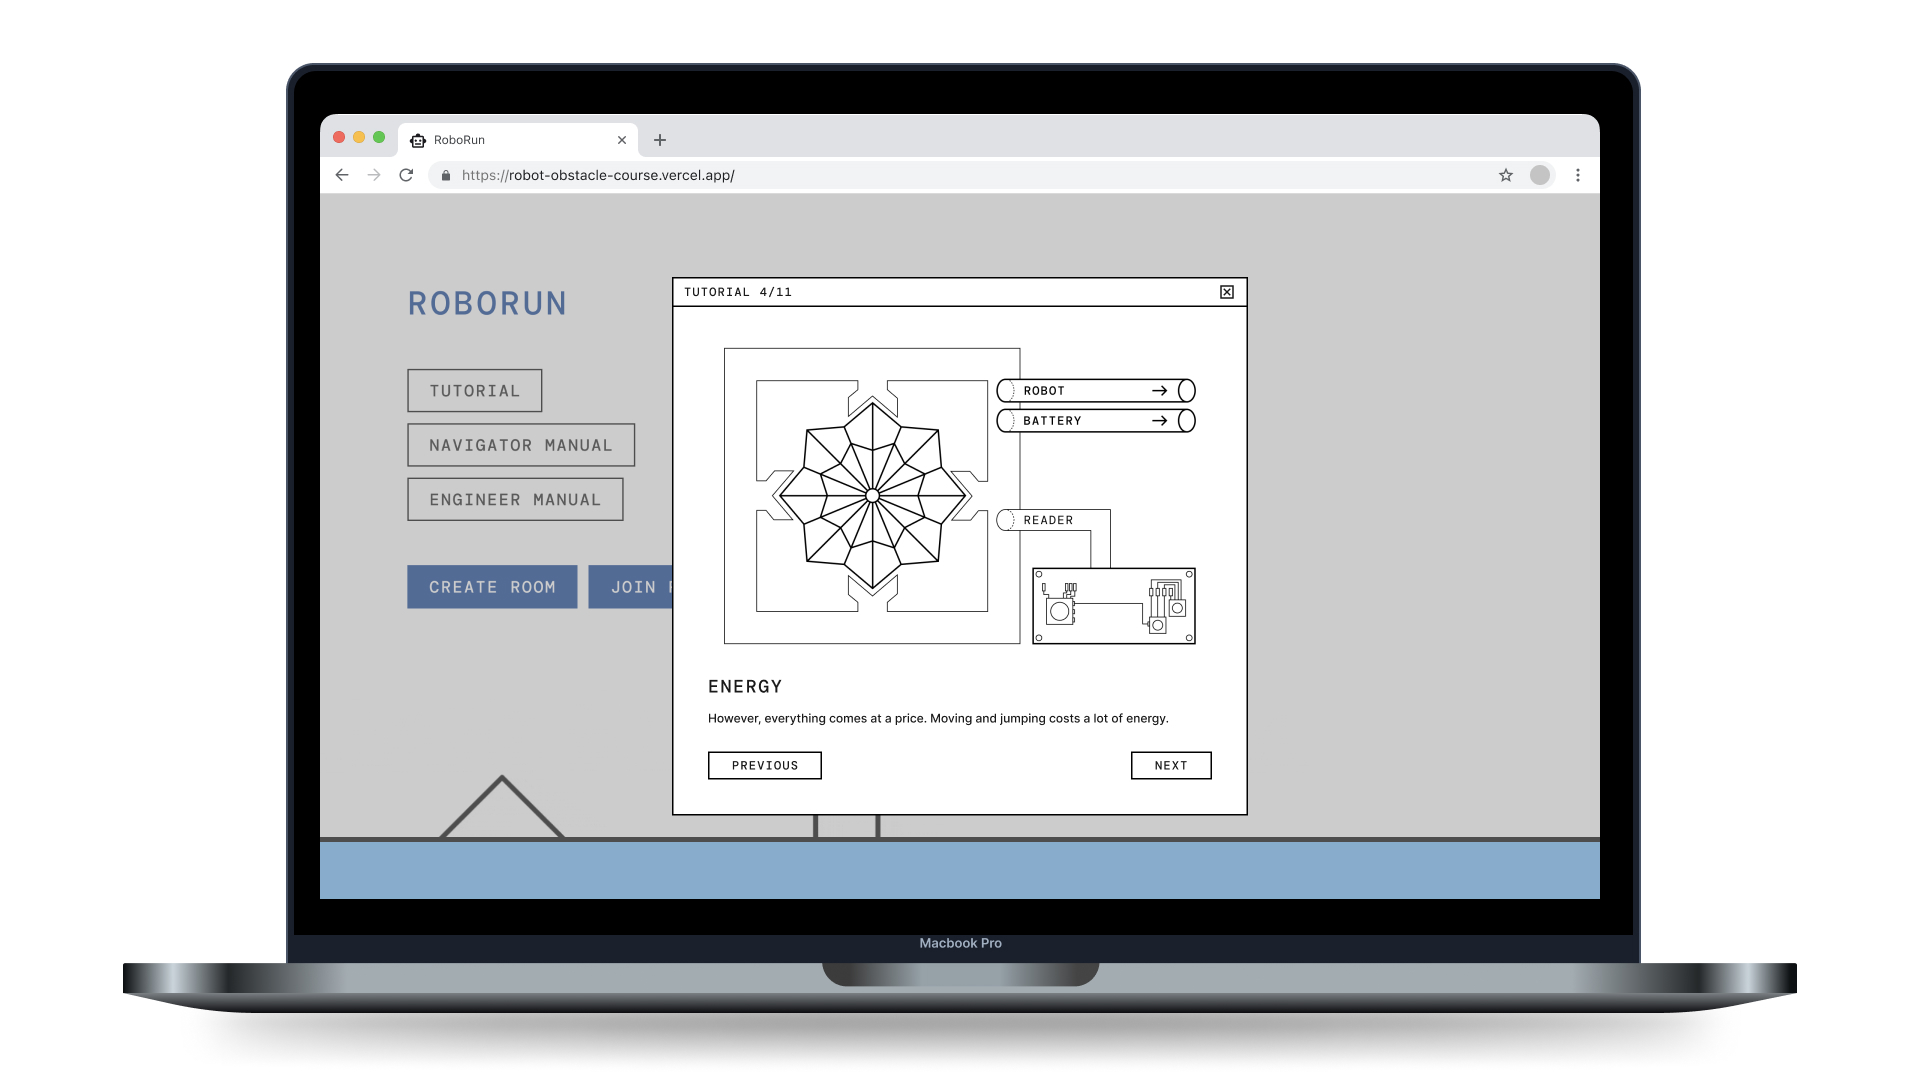 RoboRun
https://robot-obstacle-course.vercel.app/
ROBORUN
TUTORIAL
NAVIGATOR MANUAL
ENGINEER MANUAL
CREATE ROOM
JOIN
TUTORIAL 4/11
ROBOT
BATTERY
READER
ENERGY
However, everything comes at a price. Moving and jumping costs a lot of energy.
PREVIOUS
NEXT
Macbook Pro